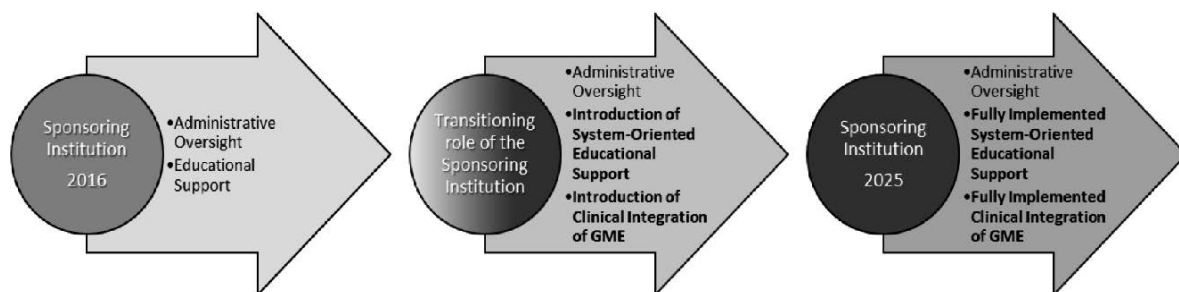 Sponsoring
Institution
2016
•Administrative
Oversight
•Educational
Support
Transitioning
role of the
Sponsoring
Institution
•Administrative
Oversight
•Introduction of
System-Oriented
Educational
Support
•Introduction of
Clinical Integration
of GME
Sponsoring
Institution
2025
•Administrative
Oversight
•Fully Implemented
System-Oriented
Educational
Support
•Fully Implemented
Clinical Integration
of GME